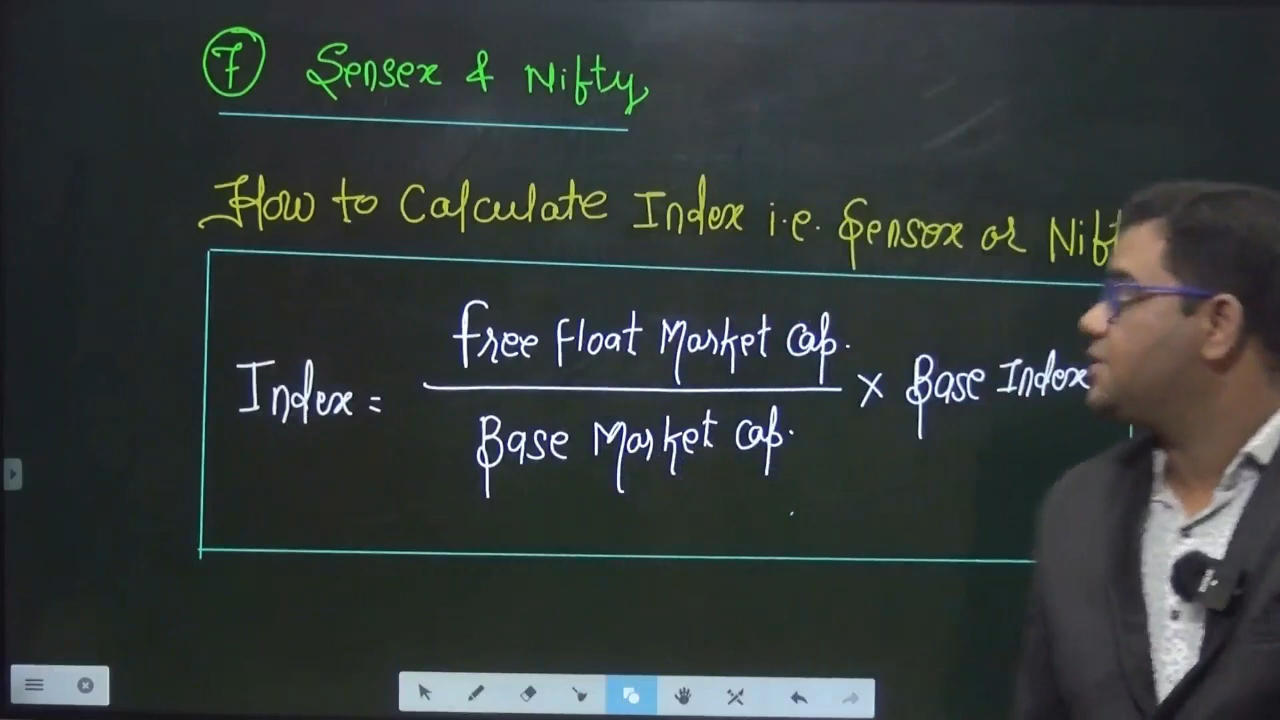 7 Sensex & Nifty
How to Calculate Index i.e. Sensex or
Index = Free Float Market Cap. / Base Market Cap. × Base Index